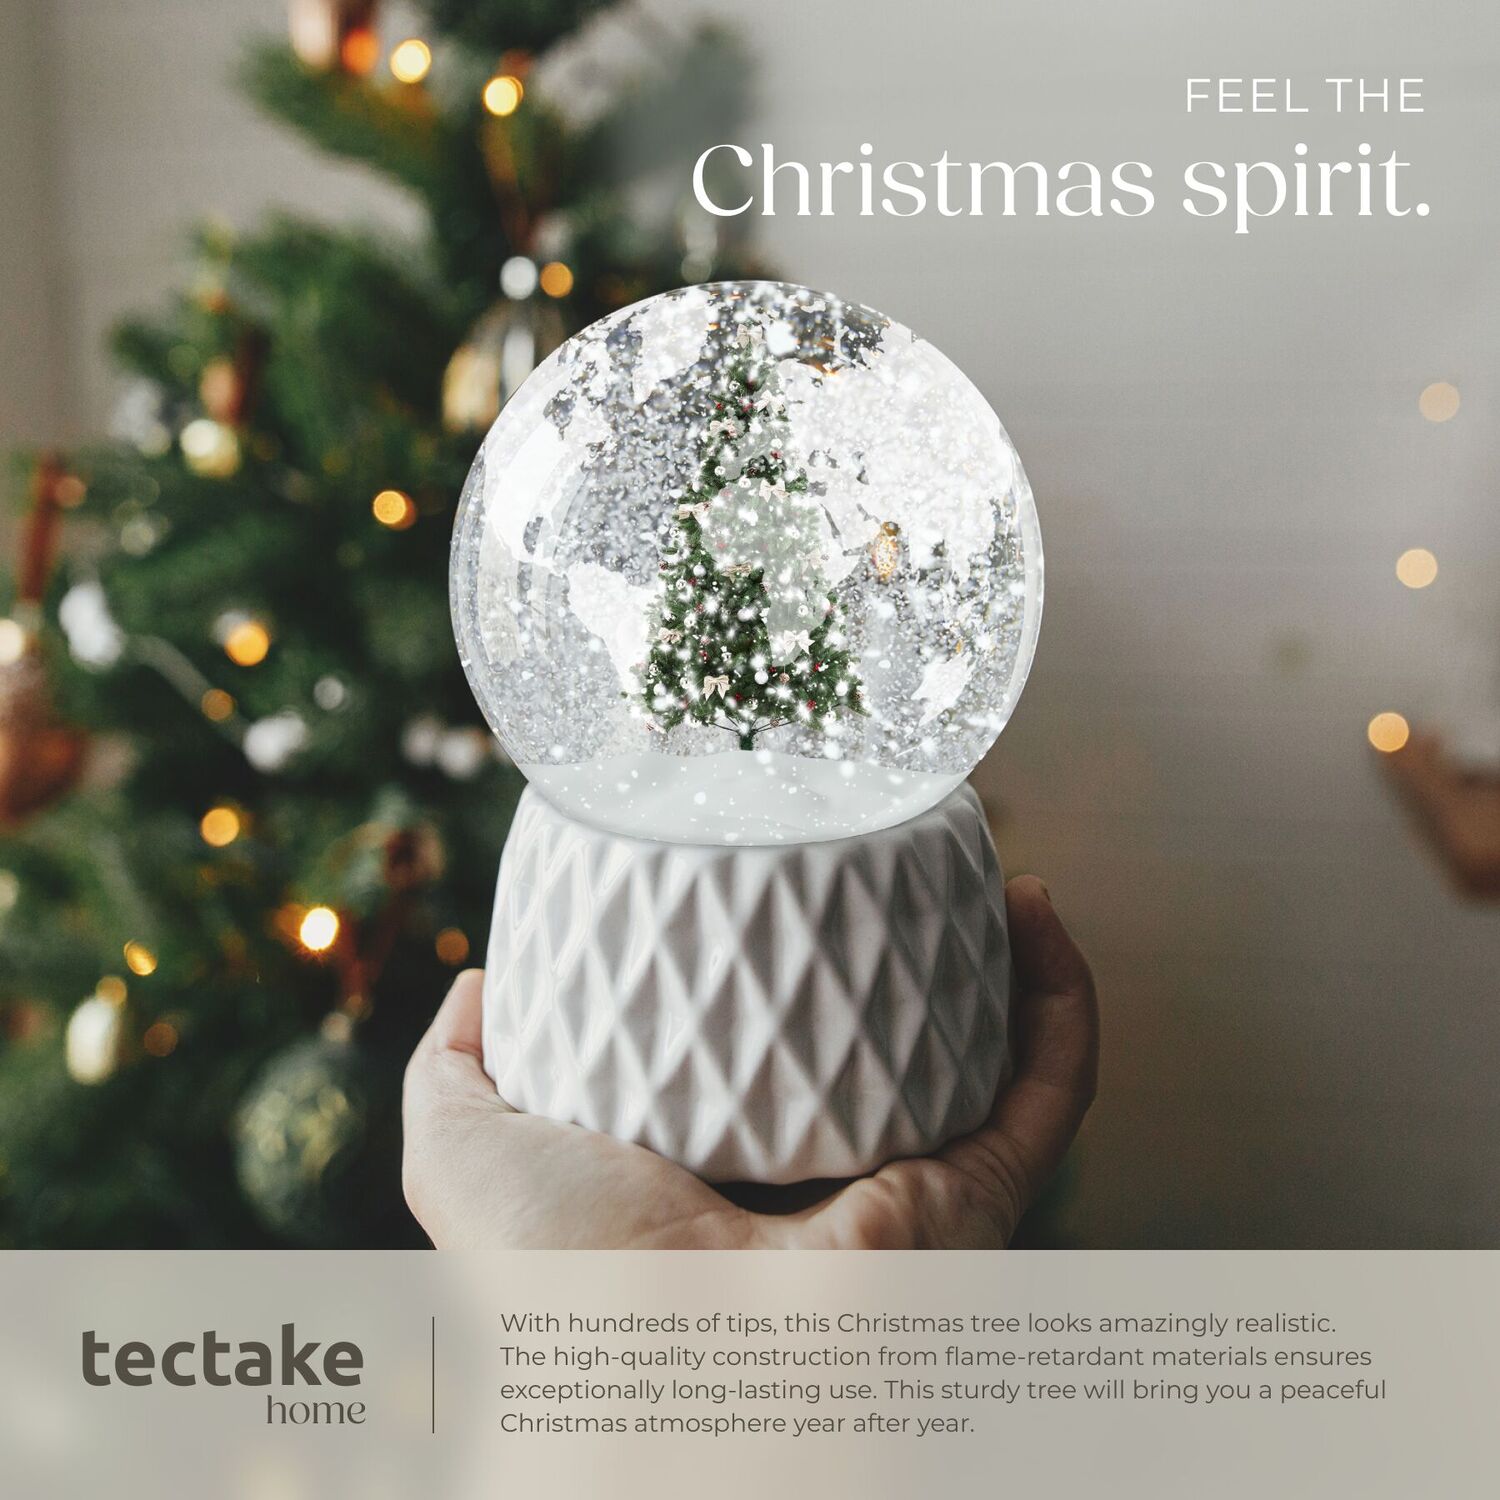 FEEL THE
Christmas spirit.
tectake
home
With hundreds of tips, this Christmas tree looks amazingly realistic.
The high-quality construction from flame-retardant materials ensures
exceptionally long-lasting use. This sturdy tree will bring you a peaceful
Christmas atmosphere year after year.